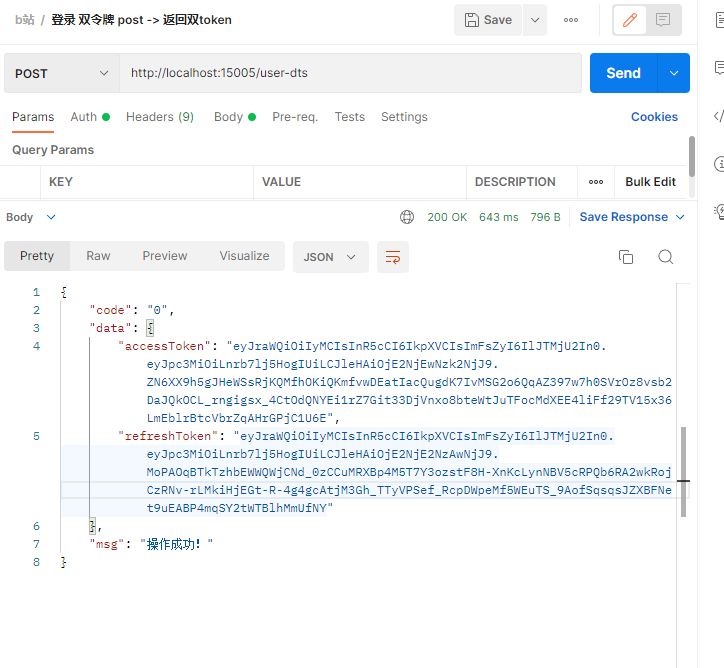 b站 / 登录 双令牌 post -> 返回双token
Save
POST
http://localhost:15005/user-dts
Send
Params Auth Headers (9) Body Pre-req. Tests Settings Cookies
Query Params
KEY VALUE DESCRIPTION Bulk Edit
Body 200 OK 643 ms 796 B Save Response
Pretty Raw Preview Visualize JSON
1 {
2 "code": "0",
3 "data": {
4 "accessToken": "eyJraWQiOiIyMCIsInR5cCI6IkpXVCIsImFsZyI6IlJTMjU2In0.
eyJpc3MiOiLnrb7lj5HogIUiLCJleHAiOjE2NjEwNzk2NjJ9.
ZN6XX9h5gJHeWSsRjKQMfhOKiQKmfvwDEatIacQugdK7IvMSG2o6QqAZ397w7h0SVrOz8vsb2
DaJQkOCL_rngigsx_4CtOdQNYEi1rZ7Git33DjVnxo8bteWtJuTFocMdXEE4liFf29TV15x36
LmEblrBtcVbrZqAHrGPjC1U6E",
5 "refreshToken": "eyJraWQiOiIyMCIsInR5cCI6IkpXVCIsImFsZyI6IlJTMjU2In0.
eyJpc3MiOiLnrb7lj5HogIUiLCJleHAiOjE2NjE2NzAwNjJ9.
MoPAOqBTkTzhbEWWQWjCNd_0zCCuMRXBp4M5T7Y3ozstF8H-XnKcLynNBV5cRPQb6RA2wkRoj
CzRNv-rLMkiHjEGt-R-4g4gcAtjM3Gh_TTyVPSef_RcpDWpeMf5WEuTS_9AofSqsqsJZXBFNe
t9uEABP4mqSY2tWTBlhMmUfNY"
6 },
7 "msg": "操作成功！"
8 }